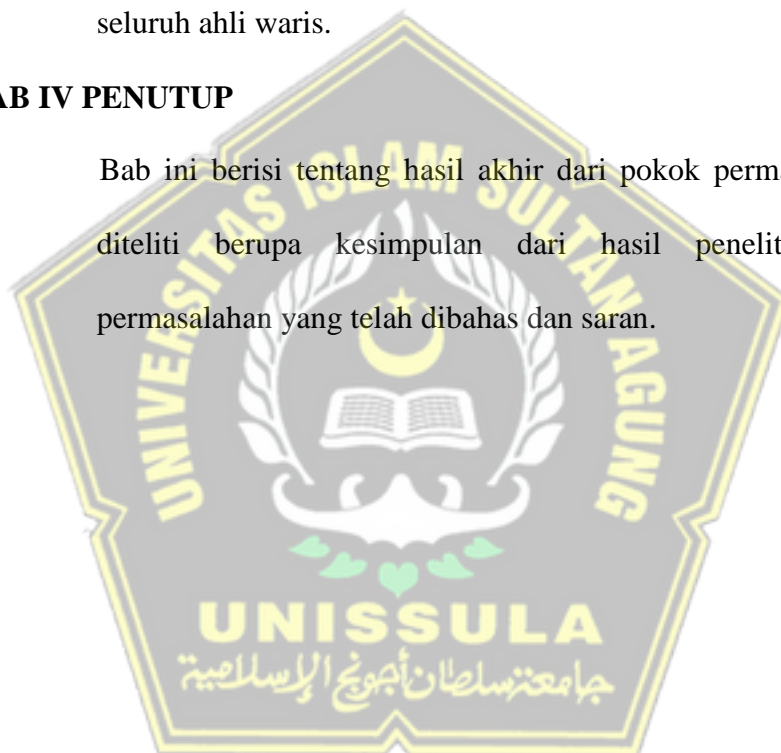 seluruh ahli waris.
AB IV PENUTUP
Bab ini berisi tentang hasil akhir dari pokok perma
diteliti berupa kesimpulan dari hasil penelit
permasalahan yang telah dibahas dan saran.
UNIVERSITAS ISLAM SULTAN AGUNG
UNISSULA
جامعة سلطان أجونج الإسلامية